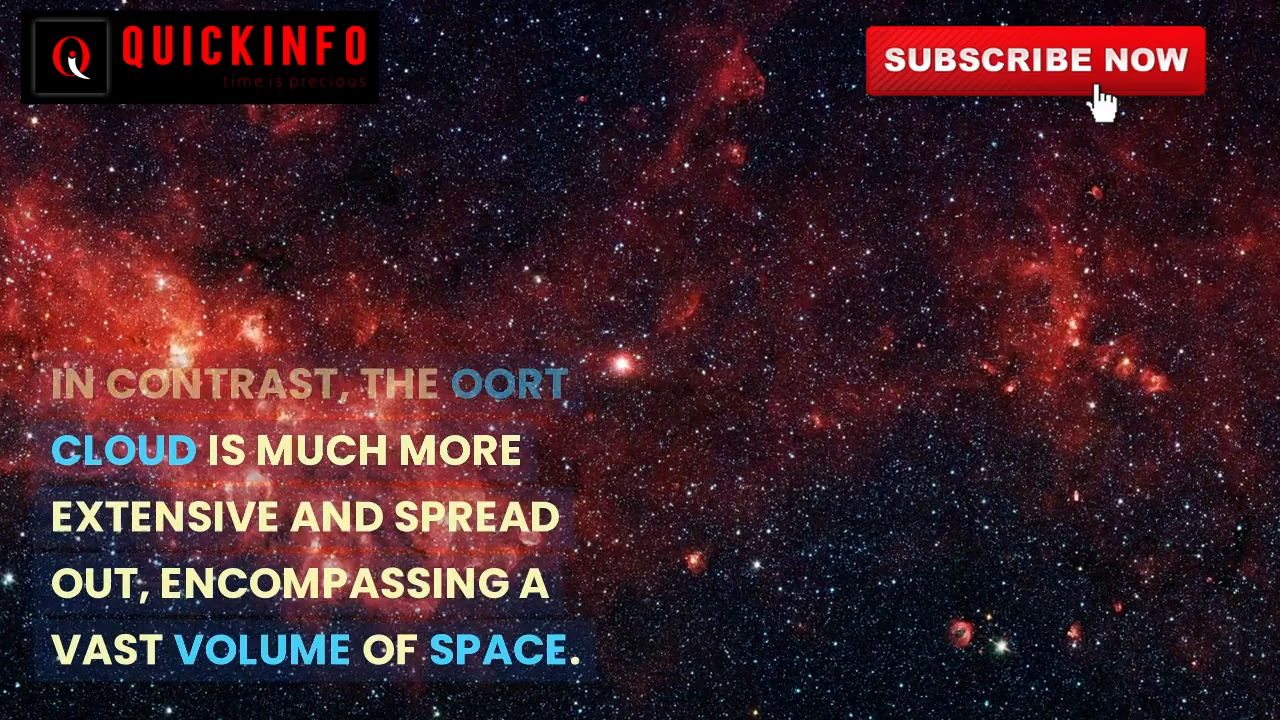 QUICKINFO
time is precious
SUBSCRIBE NOW
IN CONTRAST, THE OORT
CLOUD IS MUCH MORE
EXTENSIVE AND SPREAD
OUT, ENCOMPASSING A
VAST VOLUME OF SPACE.